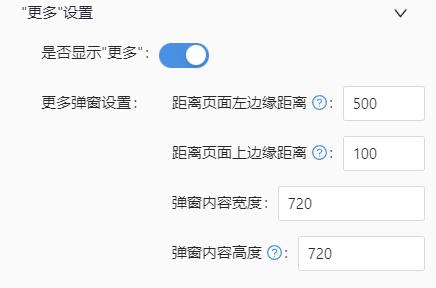 "更多"设置
是否显示"更多"：
更多弹窗设置： 距离页面左边缘距离 ?： 500
距离页面上边缘距离 ?： 100
弹窗内容宽度： 720
弹窗内容高度 ?： 720